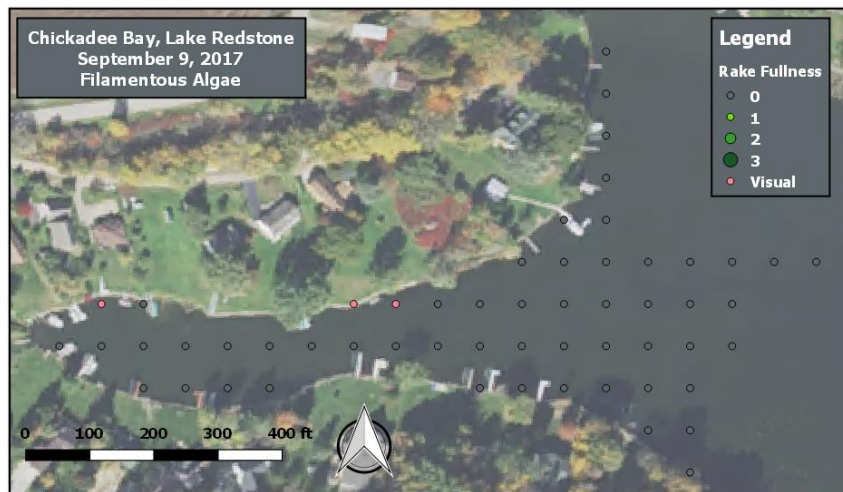 Chickadee Bay, Lake Redstone
September 9, 2017
Filamentous Algae
Legend
Rake Fullness
0
1
2
3
Visual
0 100 200 300 400 ft